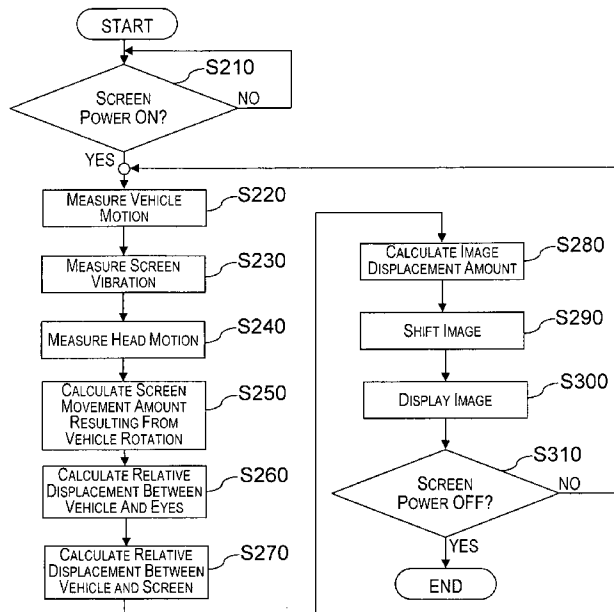 START
S210
SCREEN
POWER ON?
NO
YES
MEASURE VEHICLE
MOTION
S220
MEASURE SCREEN
VIBRATION
S230
MEASURE HEAD MOTION
S240
CALCULATE SCREEN
MOVEMENT AMOUNT
RESULTING FROM
VEHICLE ROTATION
S250
CALCULATE RELATIVE
DISPLACEMENT BETWEEN
VEHICLE AND EYES
S260
CALCULATE RELATIVE
DISPLACEMENT BETWEEN
VEHICLE AND SCREEN
S270
CALCULATE IMAGE
DISPLACEMENT AMOUNT
S280
SHIFT IMAGE
S290
DISPLAY IMAGE
S300
SCREEN
POWER OFF?
S310
NO
YES
END